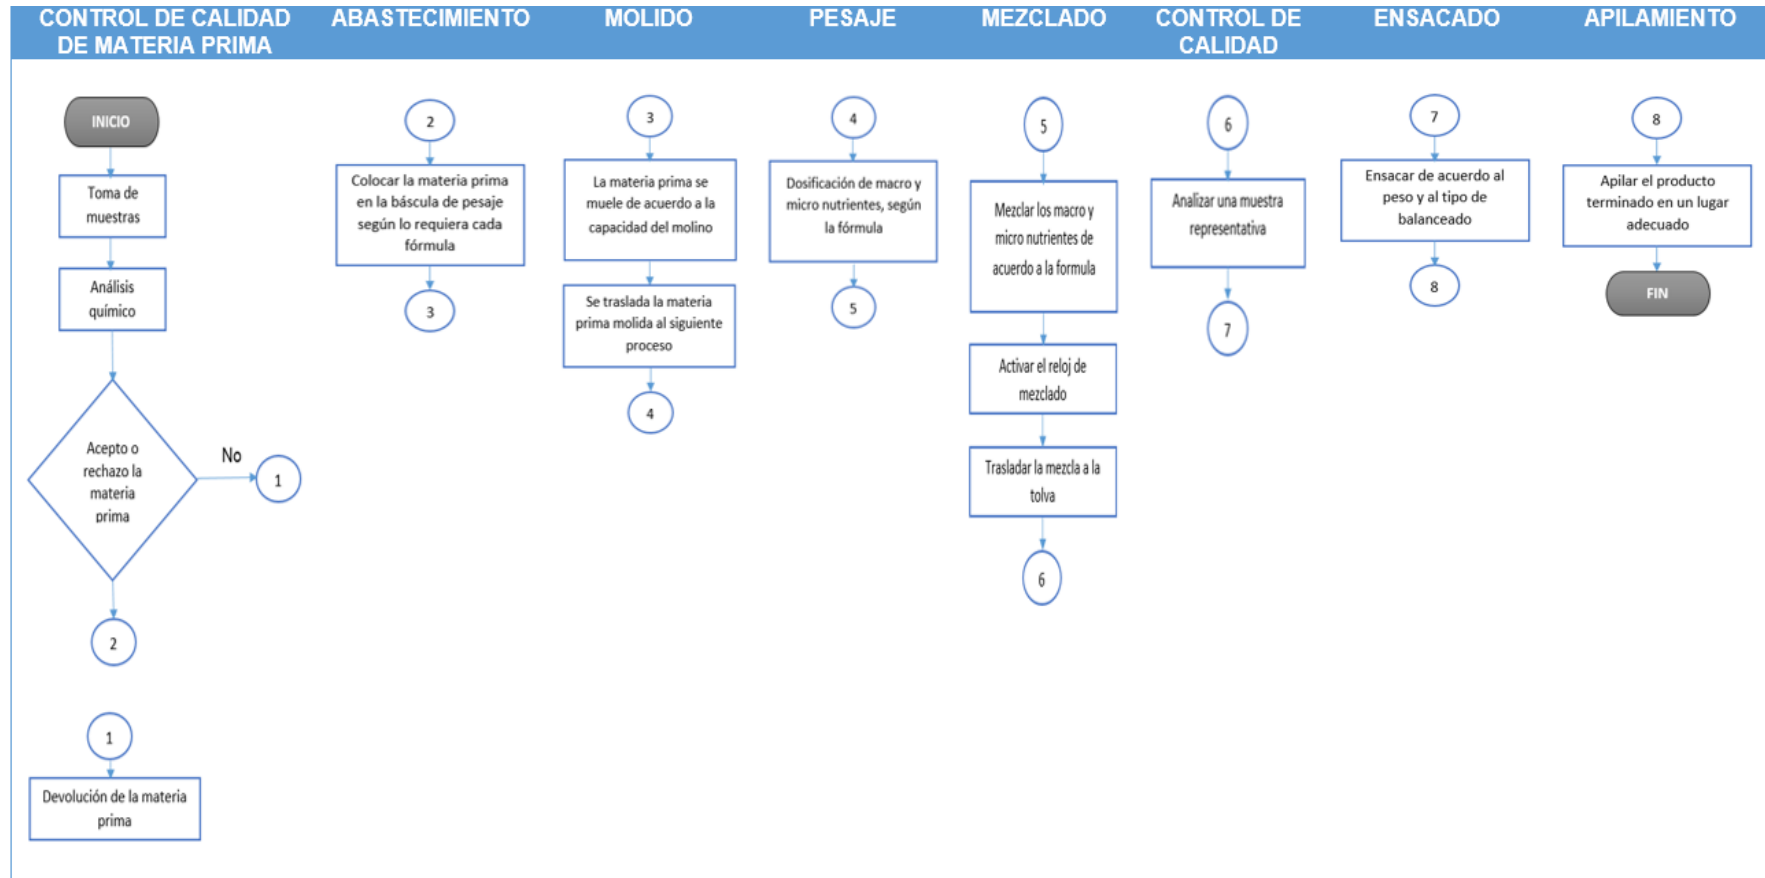 CONTROL DE CALIDAD
DE MATERIA PRIMA
INICIO
Toma de
muestras
Análisis
químico
Acepto o
rechazo la
materia
prima
No
1
2
1
Devolución de la materia
prima
ABASTECIMIENTO
2
Colocar la materia prima
en la báscula de pesaje
según lo requiera cada
fórmula
3
MOLIDO
3
La materia prima se
muele de acuerdo a la
capacidad del molino
Se traslada la materia
prima molida al siguiente
proceso
4
PESAJE
4
Dosificación de macro y
micro nutrientes, según
la fórmula
5
MEZCLADO
5
Mezclar los macro y
micro nutrientes de
acuerdo a la formula
Activar el reloj de
mezclado
Trasladar la mezcla a la
tolva
6
CONTROL DE
CALIDAD
6
Analizar una muestra
representativa
7
ENSACADO
7
Ensacar de acuerdo al
peso y al tipo de
balanceado
8
APILAMIENTO
8
Apilar el producto
terminado en un lugar
adecuado
FIN